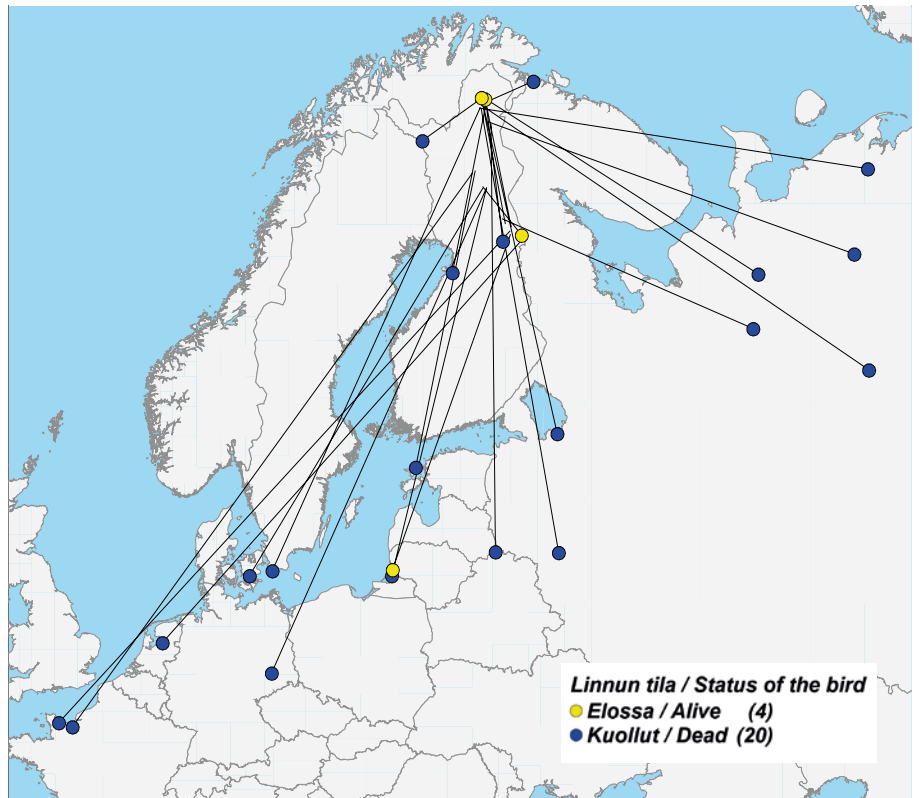 Linnun tila / Status of the bird
Elossa / Alive (4)
Kuollut / Dead (20)